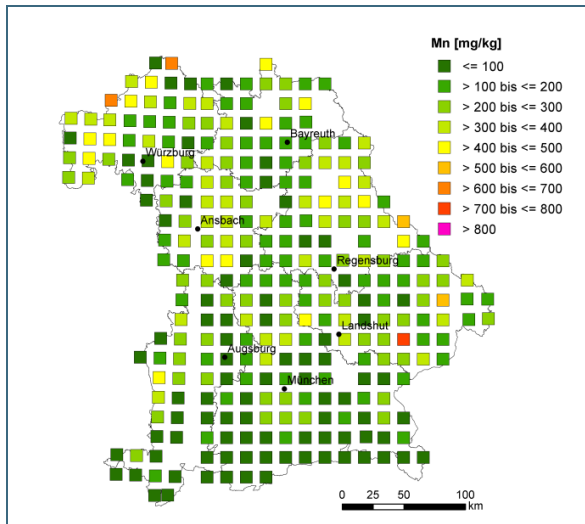 Mn [mg/kg]
<= 100
> 100 bis <= 200
> 200 bis <= 300
> 300 bis <= 400
> 400 bis <= 500
> 500 bis <= 600
> 600 bis <= 700
> 700 bis <= 800
> 800
Bayreuth
Würzburg
Ansbach
Regensburg
Landshut
Augsburg
München
0 25 50 100
km